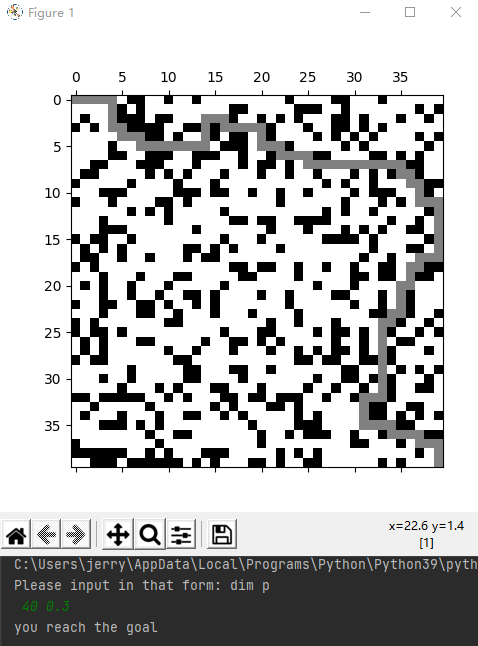 Figure 1
0 5 10 15 20 25 30 35
0
5
10
15
20
25
30
35
x=22.6 y=1.4
[1]
C:\Users\jerry\AppData\Local\Programs\Python\Python39\pyth
Please input in that form: dim p
40 0.3
you reach the goal